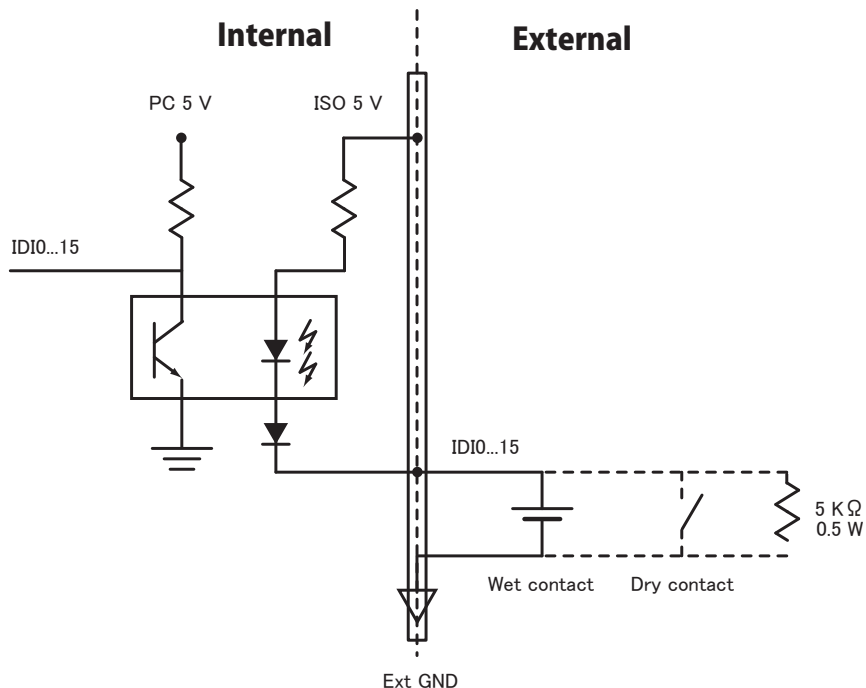 Internal
External
PC 5 V
ISO 5 V
IDI0...15
IDI0...15
5 KΩ
0.5 W
Wet contact
Dry contact
Ext GND